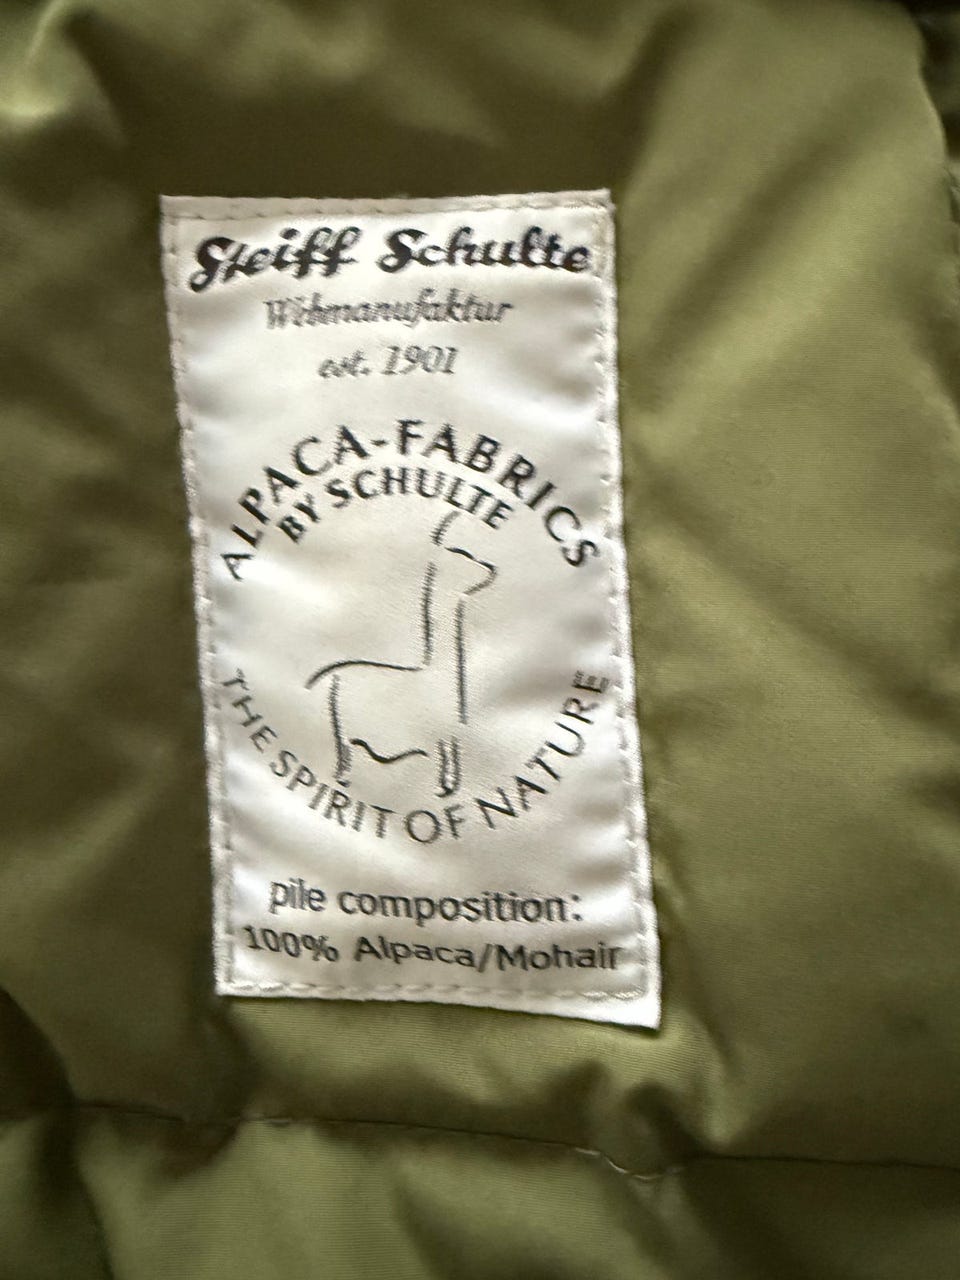 Steiff Schulte
Webmanufaktur
est. 1901
ALPACA-FABRICS
BY SCHULTE
THE SPIRIT OF NATURE
pile composition:
100% Alpaca/Mohair